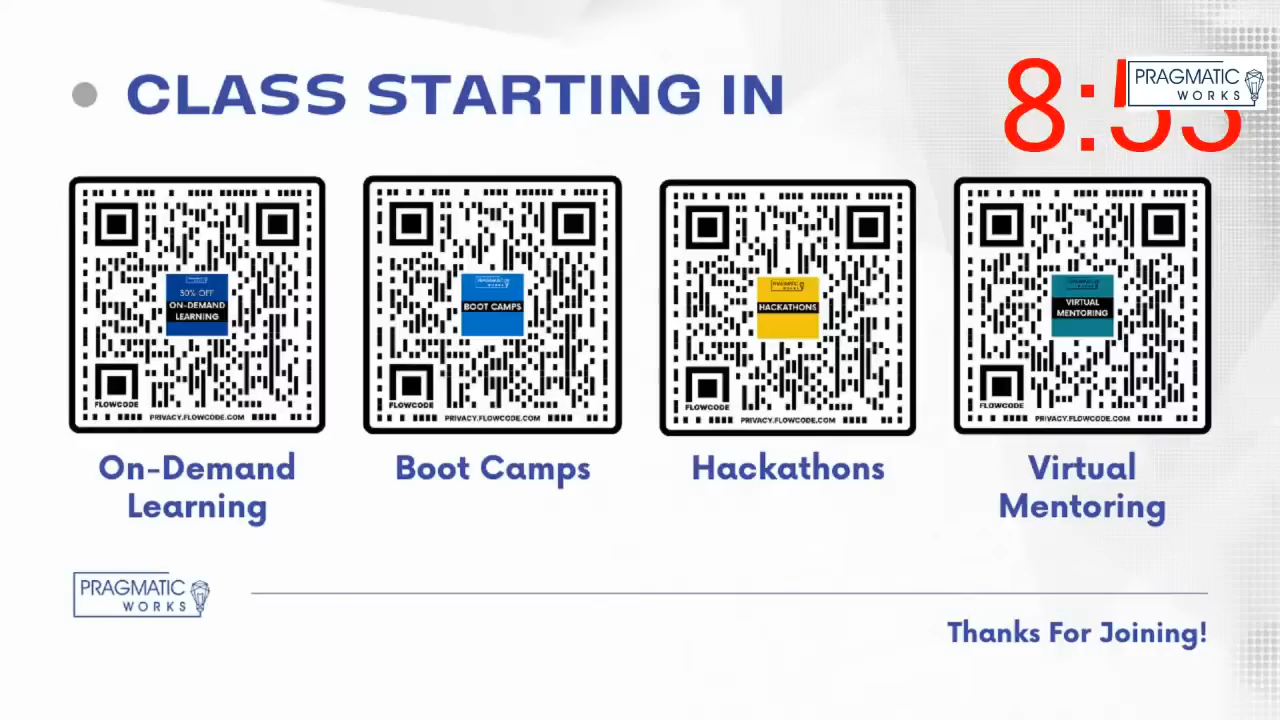 CLASS STARTING IN
PRAGMATIC
WORKS
50% OFF
ON-DEMAND
LEARNING
FLOWCODE
PRIVACY.FLOWCODE.COM
BOOT CAMPS
FLOWCODE
PRIVACY.FLOWCODE.COM
PRAGMATIC
WORKS
HACKATHONS
FLOWCODE
PRIVACY.FLOWCODE.COM
VIRTUAL
MENTORING
FLOWCODE
PRIVACY.FLOWCODE.COM
On-Demand
Learning
Boot Camps
Hackathons
Virtual
Mentoring
PRAGMATIC
WORKS
Thanks For Joining!